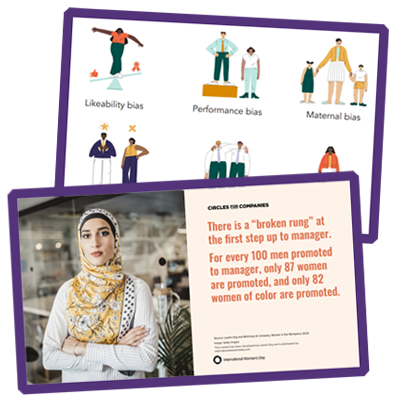 Likeability bias
Performance bias
Maternal bias
CIRCLES FOR COMPANIES
There is a “broken rung” at
the first step up to manager.
For every 100 men promoted
to manager, only 87 women
are promoted, and only 82
women of color are promoted.
International Women's Day